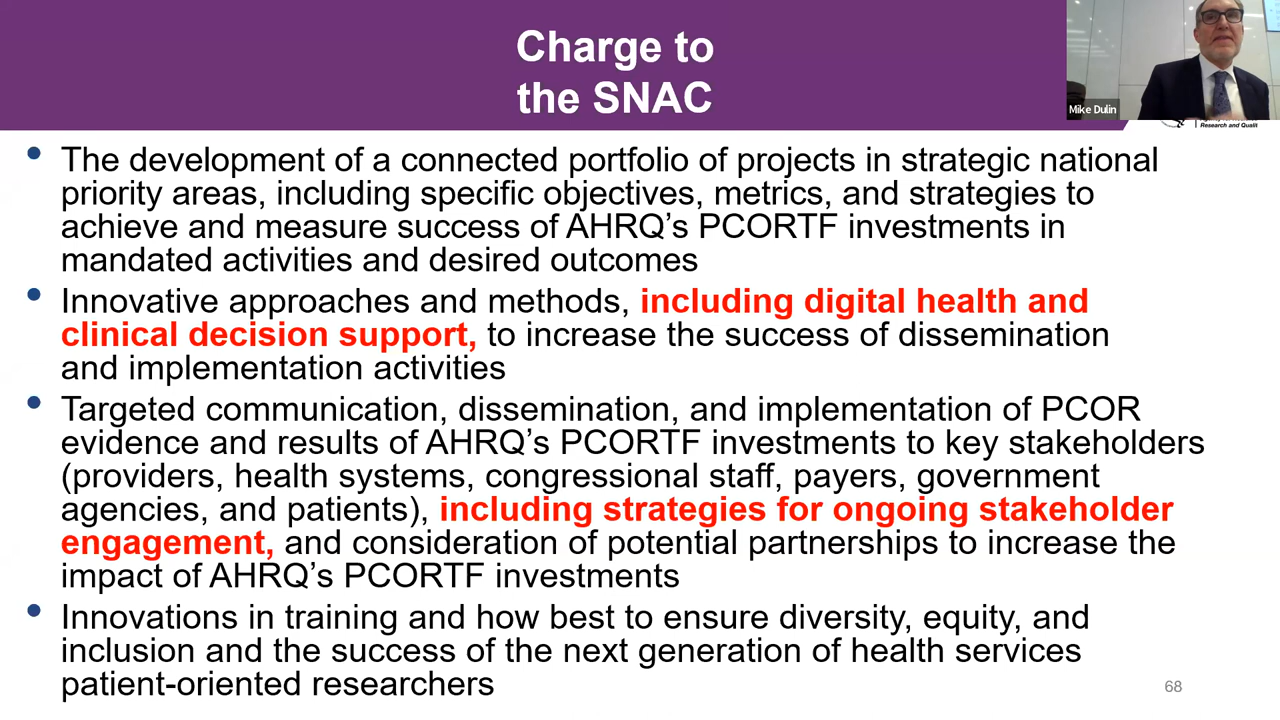 Charge to
the SNAC
Mike Dulin
Research and Qualit
• The development of a connected portfolio of projects in strategic national
priority areas, including specific objectives, metrics, and strategies to
achieve and measure success of AHRQ’s PCORTF investments in
mandated activities and desired outcomes
• Innovative approaches and methods, including digital health and
clinical decision support, to increase the success of dissemination
and implementation activities
• Targeted communication, dissemination, and implementation of PCOR
evidence and results of AHRQ’s PCORTF investments to key stakeholders
(providers, health systems, congressional staff, payers, government
agencies, and patients), including strategies for ongoing stakeholder
engagement, and consideration of potential partnerships to increase the
impact of AHRQ’s PCORTF investments
• Innovations in training and how best to ensure diversity, equity, and
inclusion and the success of the next generation of health services
patient-oriented researchers
68